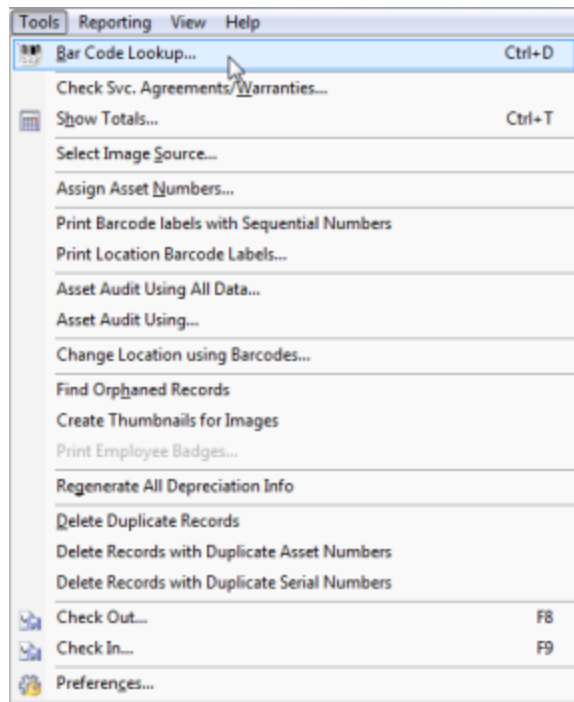 Tools Reporting View Help
Bar Code Lookup... Ctrl+D
Check Svc. Agreements/Warranties...
Show Totals... Ctrl+T
Select Image Source...
Assign Asset Numbers...
Print Barcode labels with Sequential Numbers
Print Location Barcode Labels...
Asset Audit Using All Data...
Asset Audit Using...
Change Location using Barcodes...
Find Orphaned Records
Create Thumbnails for Images
Print Employee Badges...
Regenerate All Depreciation Info
Delete Duplicate Records
Delete Records with Duplicate Asset Numbers
Delete Records with Duplicate Serial Numbers
Check Out... F8
Check In... F9
Preferences...